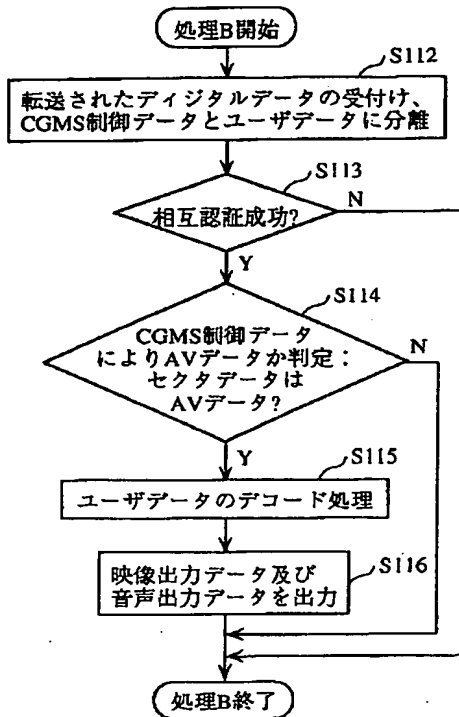 処理B開始
S112
転送されたディジタルデータの受付け、
CGMS制御データとユーザデータに分離
S113
相互認証成功?
N
Y
S114
CGMS制御データ
によりAVデータか判定：
セクタデータは
AVデータ?
N
Y
S115
ユーザデータのデコード処理
S116
映像出力データ及び
音声出力データを出力
処理B終了